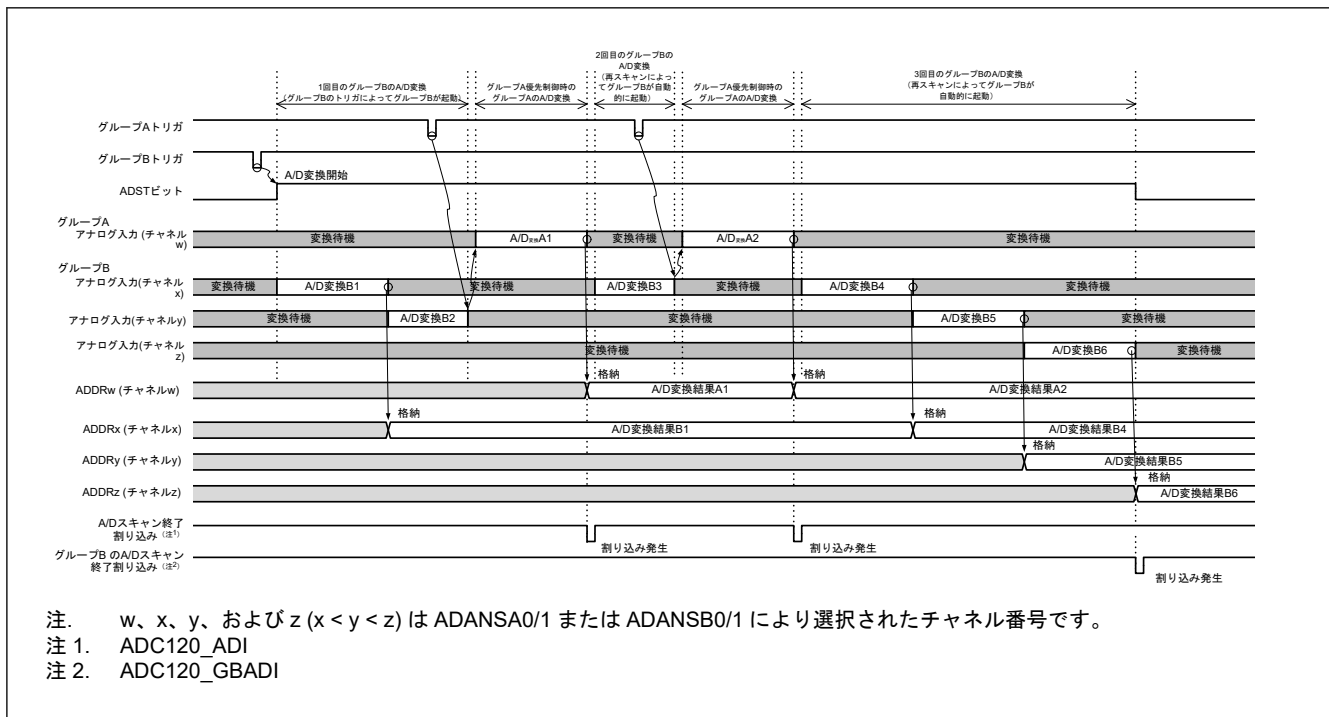 1回目のグループBのA/D変換
(グループBのトリガによってグループBが起動)
グループA優先制御時の
グループAのA/D変換
2回目のグループBの
A/D変換
(再スキャンによっ
てグループBが自動
的に起動)
グループA優先制御時の
グループAのA/D変換
3回目のグループBのA/D変換
(再スキャンによってグループBが
自動的に起動)
グループAトリガ
グループBトリガ
A/D変換開始
ADSTビット
グループA
アナログ入力 (チャネル
w)
変換待機
A/D変換A1
変換待機
A/D変換A2
変換待機
グループB
アナログ入力(チャネル
x)
変換待機
A/D変換B1
変換待機
A/D変換B3
変換待機
A/D変換B4
変換待機
アナログ入力(チャネルy)
変換待機
A/D変換B2
変換待機
A/D変換B5
変換待機
アナログ入力(チャネル
z)
変換待機
A/D変換B6
変換待機
格納
格納
ADDRw (チャネルw)
A/D変換結果A1
A/D変換結果A2
格納
格納
ADDRx (チャネルx)
A/D変換結果B1
A/D変換結果B4
格納
ADDRy (チャネルy)
A/D変換結果B5
格納
ADDRz (チャネルz)
A/D変換結果B6
A/Dスキャン終了
割り込み (注1)
割り込み発生
割り込み発生
グループB のA/Dスキャン
終了割り込み (注2)
割り込み発生
注. w、x、y、および z (x < y < z) は ADANSA0/1 または ADANSB0/1 により選択されたチャネル番号です。
注 1. ADC120_ADI
注 2. ADC120_GBADI